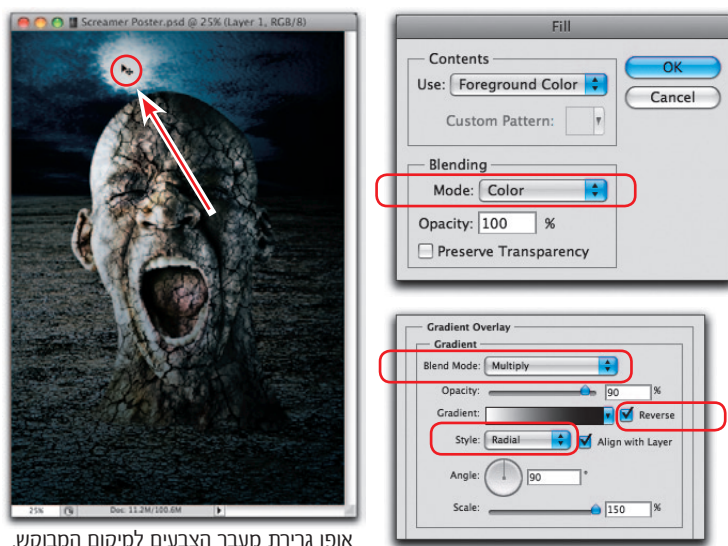 Screamer Poster.psd @ 25% (Layer 1, RGB/8)
25%
Doc: 11.2M/100.6M
אופן גרירת מעבר הצבעים למיקום המבוקש.
Fill
Contents
Use: Foreground Color
Custom Pattern:
OK
Cancel
Blending
Mode: Color
Opacity: 100 %
Preserve Transparency
Gradient Overlay
Gradient
Blend Mode: Multiply
Opacity: 90 %
Gradient: Reverse
Style: Radial Align with Layer
Angle: 90 °
Scale: 150 %